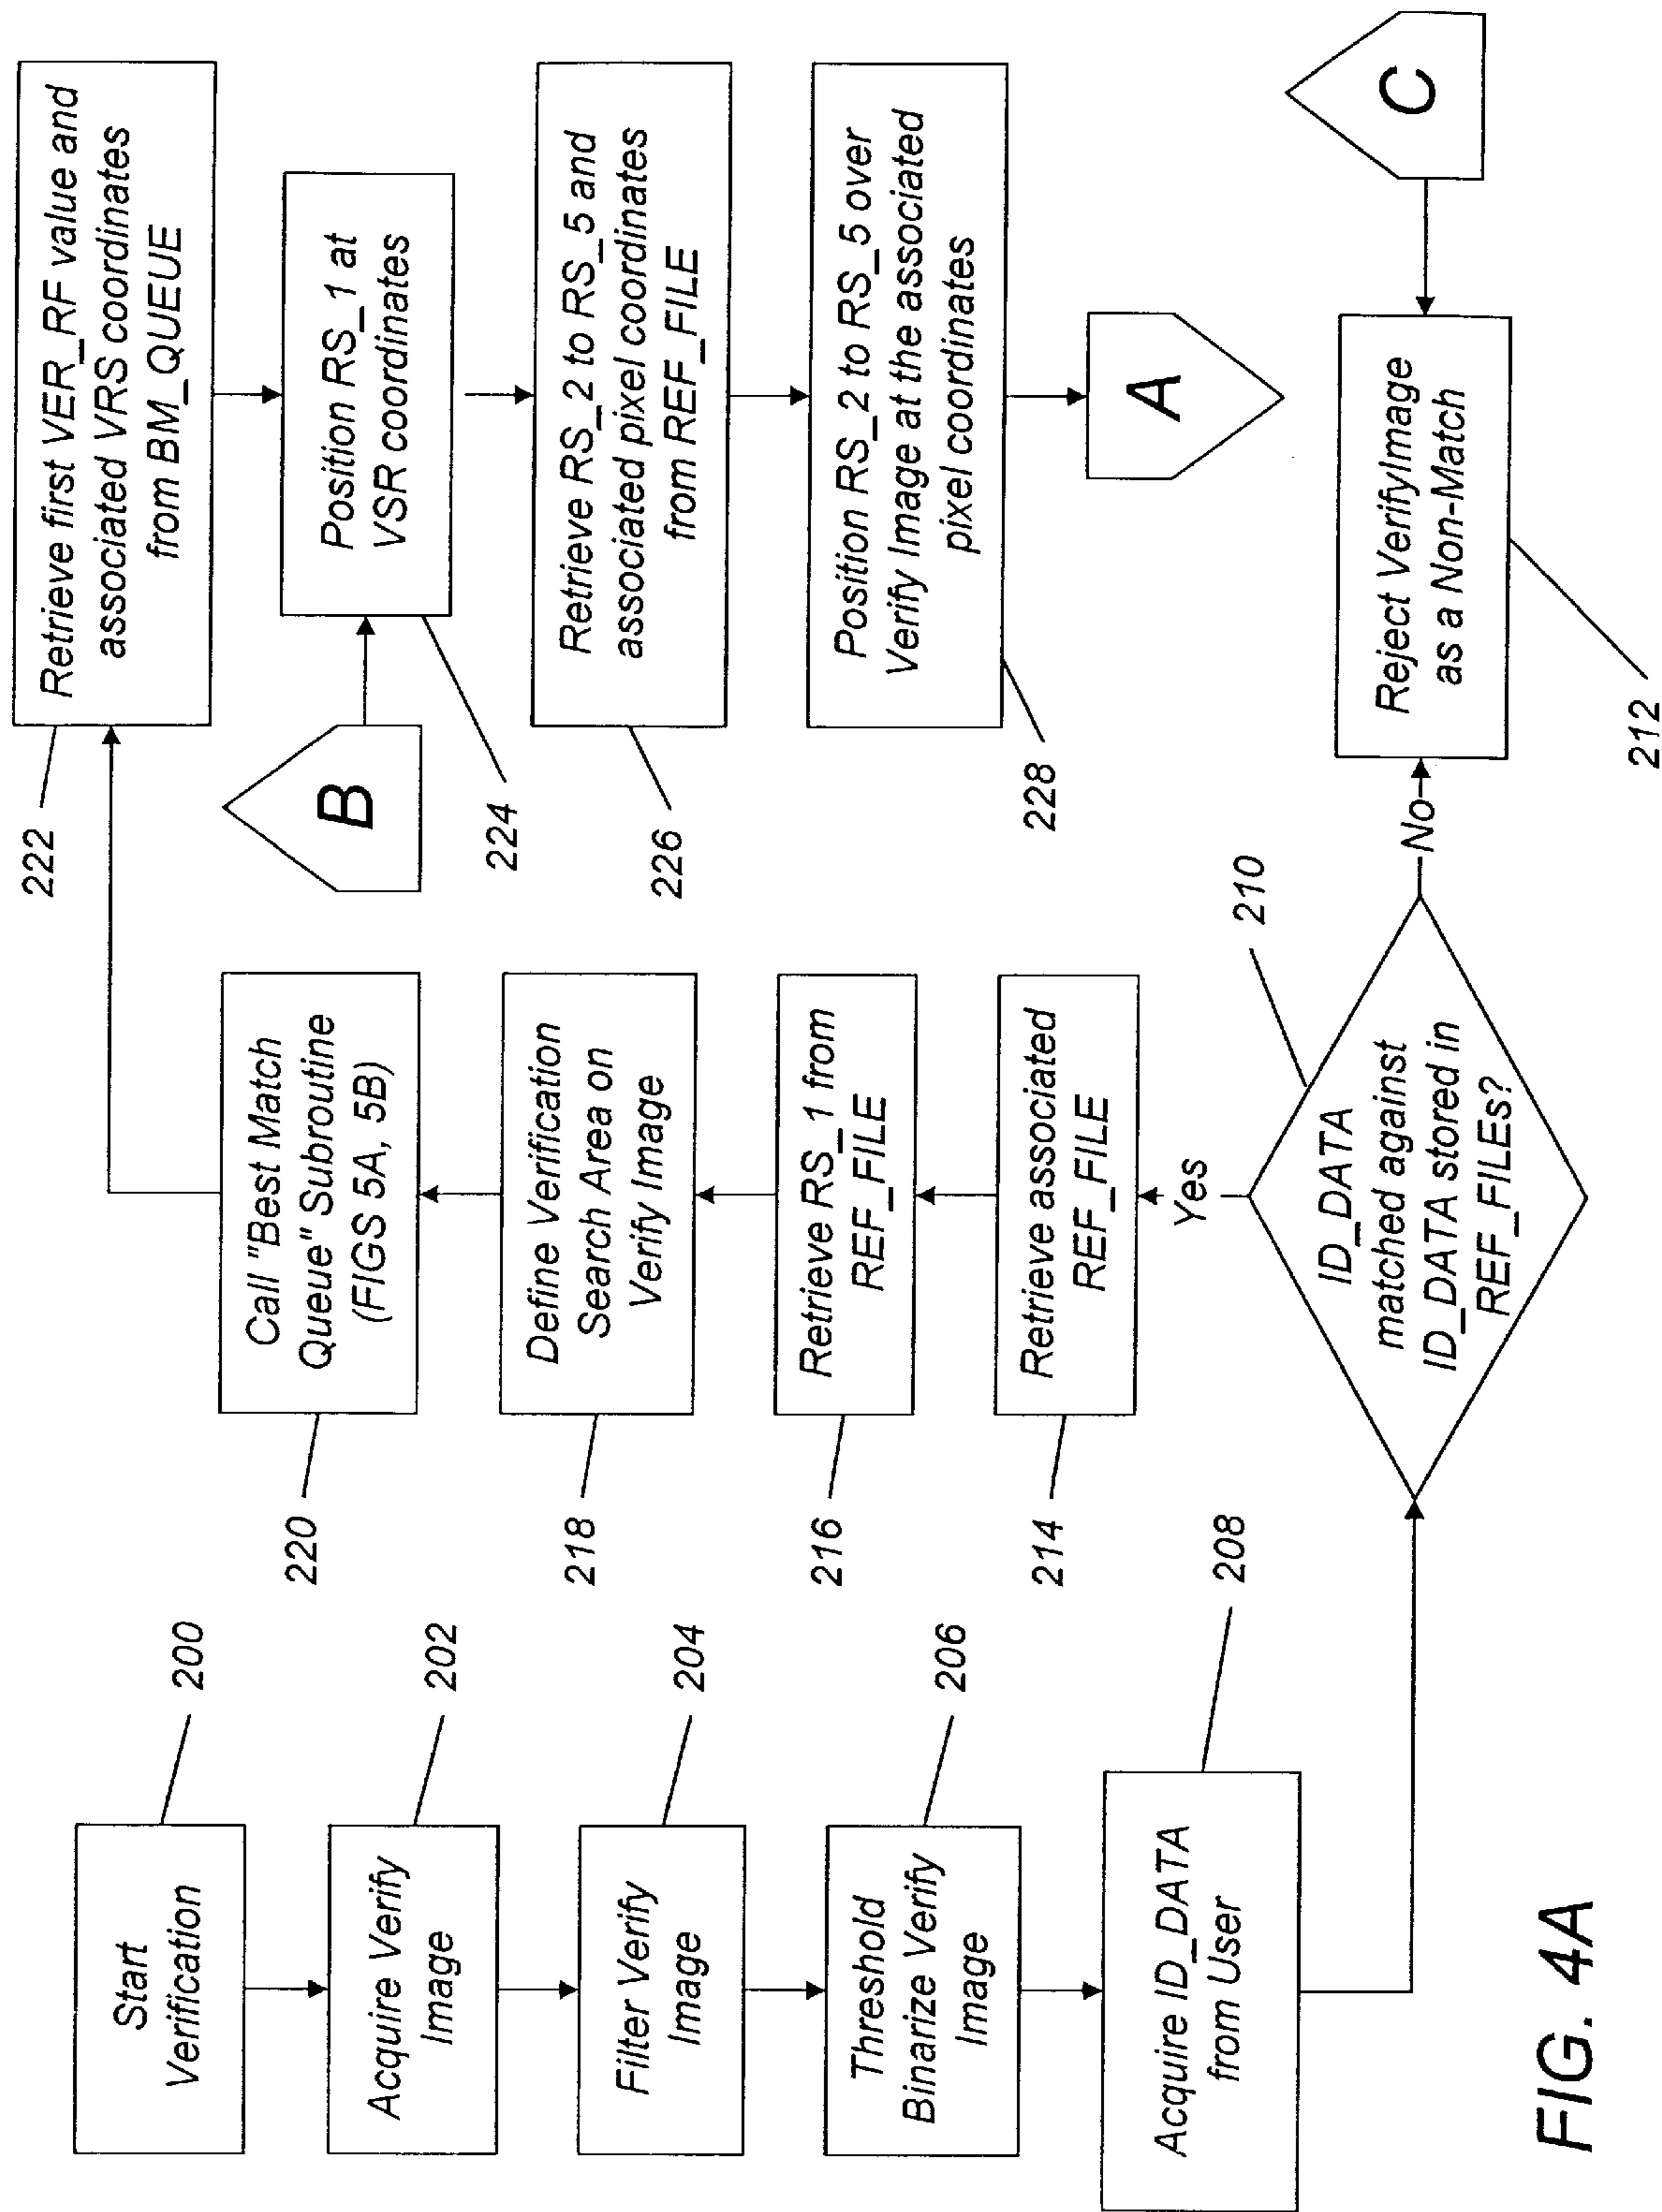 200
Start
Verification
202
Acquire Verify
Image
204
Filter Verify
Image
206
Threshold
Binarize Verify
Image
208
Acquire ID_DATA
from User
210
ID_DATA
matched against
ID_DATA stored in
REF_FILEs?
No
Yes
212
Reject VerifyImage
as a Non-Match
C
214
Retrieve associated
REF_FILE
216
Retrieve RS_1 from
REF_FILE
218
Define Verification
Search Area on
Verify Image
220
Call "Best Match
Queue" Subroutine
(FIGS 5A, 5B)
222
Retrieve first VER_RF value and
associated VRS coordinates
from BM_QUEUE
B
224
Position RS_1 at
VSR coordinates
226
Retrieve RS_2 to RS_5 and
associated pixel coordinates
from REF_FILE
228
Position RS_2 to RS_5 over
Verify Image at the associated
pixel coordinates
A
FIG. 4A